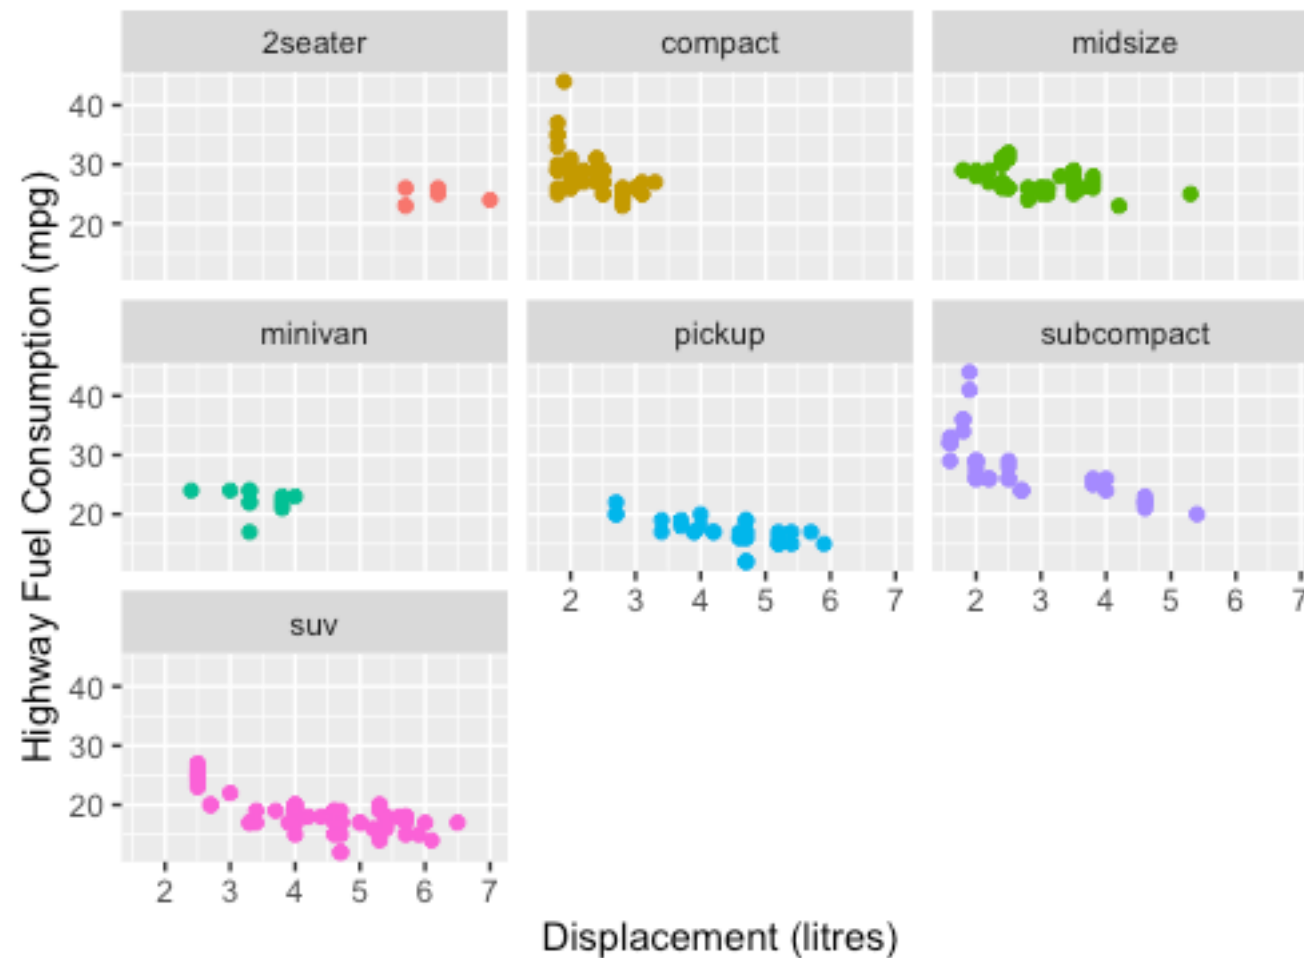 2seater
compact
midsize
40
30
20
minivan
pickup
subcompact
40
30
20
2 3 4 5 6 7
2 3 4 5 6 7
suv
40
30
20
2 3 4 5 6 7
Highway Fuel Consumption (mpg)
Displacement (litres)